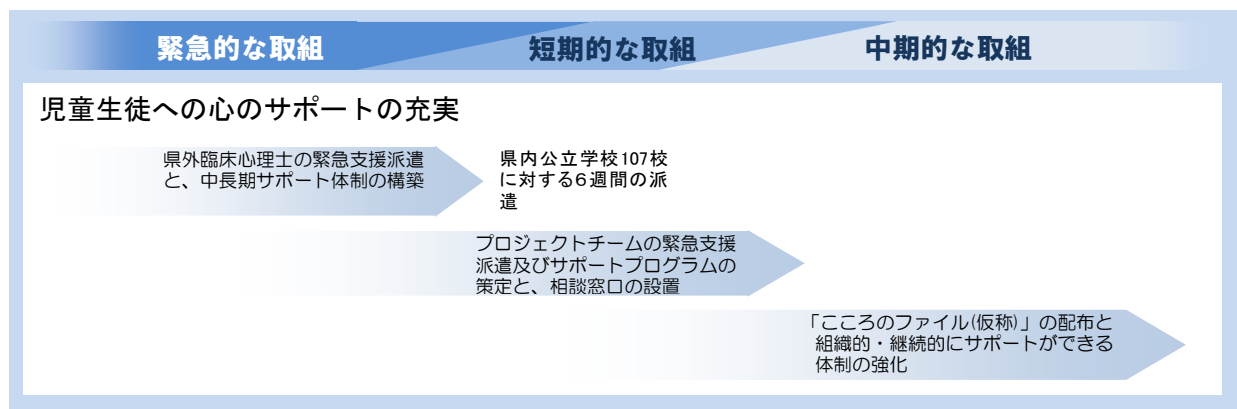 緊急的な取組
短期的な取組
中期的な取組
児童生徒への心のサポートの充実
県外臨床心理士の緊急支援派遣
と、中長期サポート体制の構築
県内公立学校107校
に対する6週間の派
遣
プロジェクトチームの緊急支援
派遣及びサポートプログラムの
策定と、相談窓口の設置
「こころのファイル(仮称)」の配布と
組織的・継続的にサポートができる
体制の強化